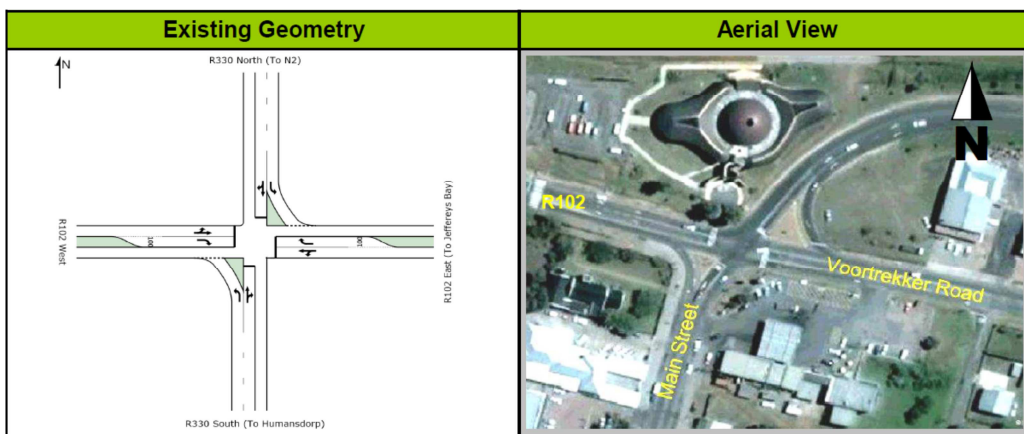 Existing Geometry
Aerial View
R330 North (To N2)
N
R102 West
100
100
R102 East (To Jeffereys Bay)
R330 South (To Humansdorp)
N
R102
Voortrekker Road
Main Street